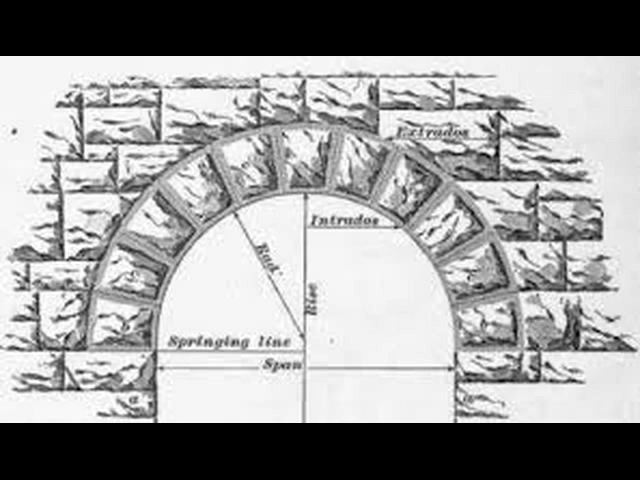 Extrados
Intrados
Rad'
Rise
Springing line
Span
a
a